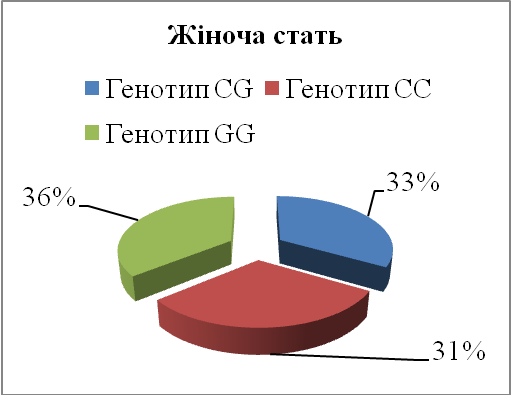 Жіноча стать
Генотип CG Генотип CC
Генотип GG
36%
33%
31%